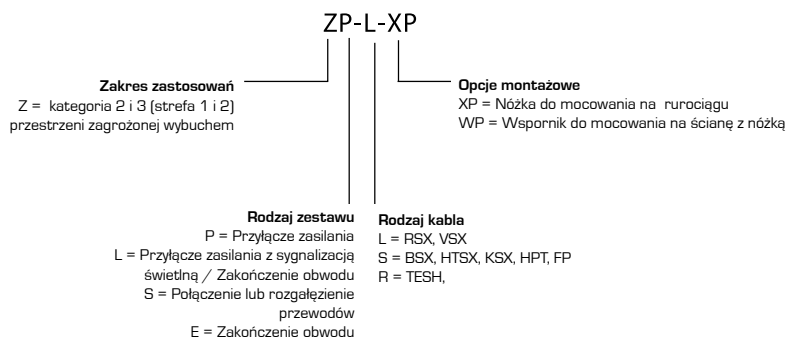 ZP-L-XP
Zakres zastosowań
Z = kategoria 2 i 3 (strefa 1 i 2)
przestrzeni zagrożonej wybuchem
Opcje montażowe
XP = Nóżka do mocowania na rurociągu
WP = Wspornik do mocowania na ścianę z nóżką
Rodzaj zestawu
P = Przyłącze zasilania
L = Przyłącze zasilania z sygnalizacją
świetlną / Zakończenie obwodu
S = Połączenie lub rozgałęzienie
przewodów
E = Zakończenie obwodu
Rodzaj kabla
L = RSX, VSX
S = BSX, HTSX, KSX, HPT, FP
R = TESH,